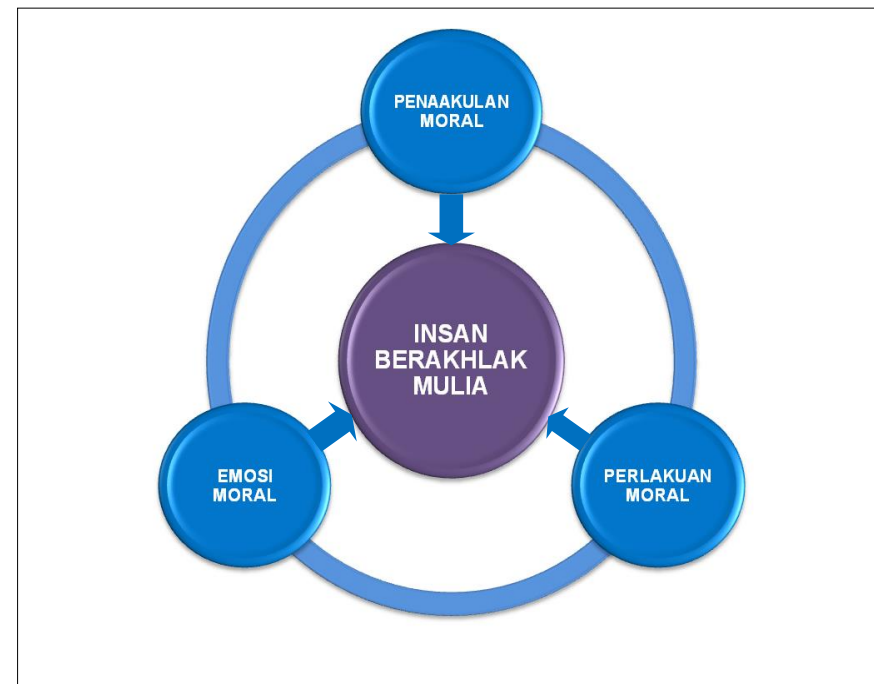 PENAAKULAN
MORAL
INSAN
BERAKHLAK
MULIA
EMOSI
MORAL
PERLAKUAN
MORAL